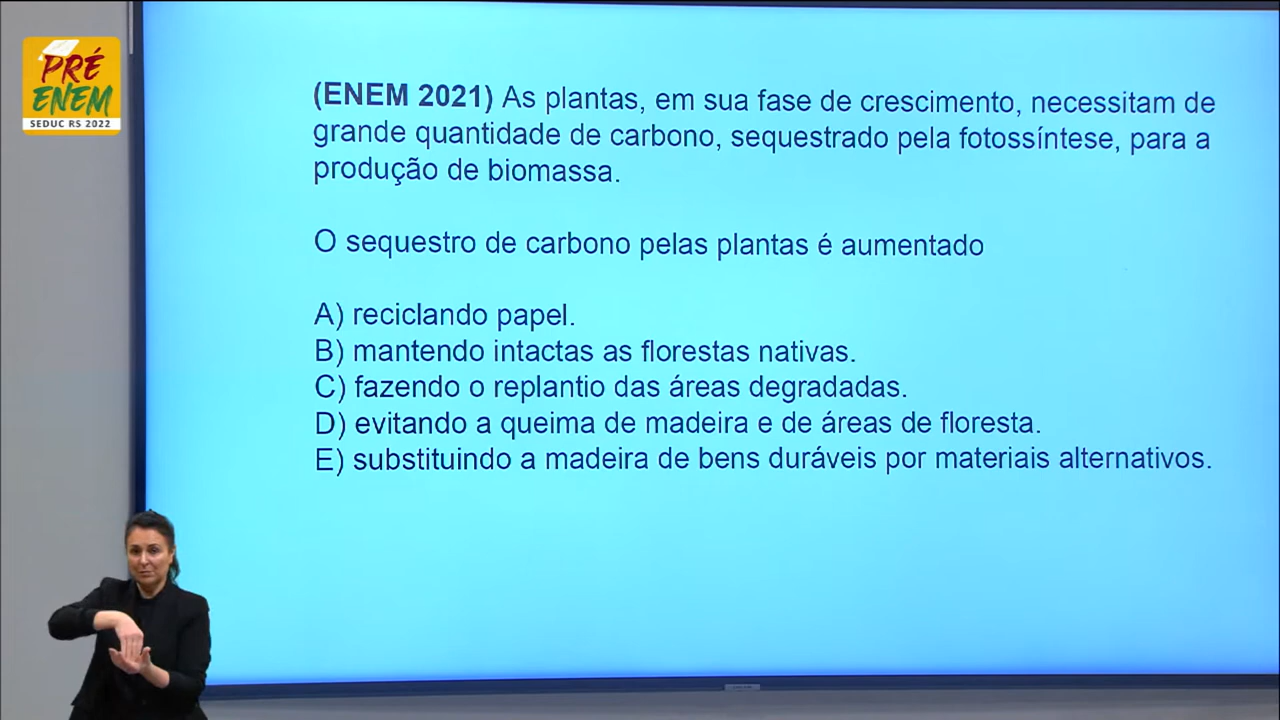 PRÉ
ENEM
SEDUC RS 2022
(ENEM 2021) As plantas, em sua fase de crescimento, necessitam de
grande quantidade de carbono, sequestrado pela fotossíntese, para a
produção de biomassa.
O sequestro de carbono pelas plantas é aumentado
A) reciclando papel.
B) mantendo intactas as florestas nativas.
C) fazendo o replantio das áreas degradadas.
D) evitando a queima de madeira e de áreas de floresta.
E) substituindo a madeira de bens duráveis por materiais alternativos.